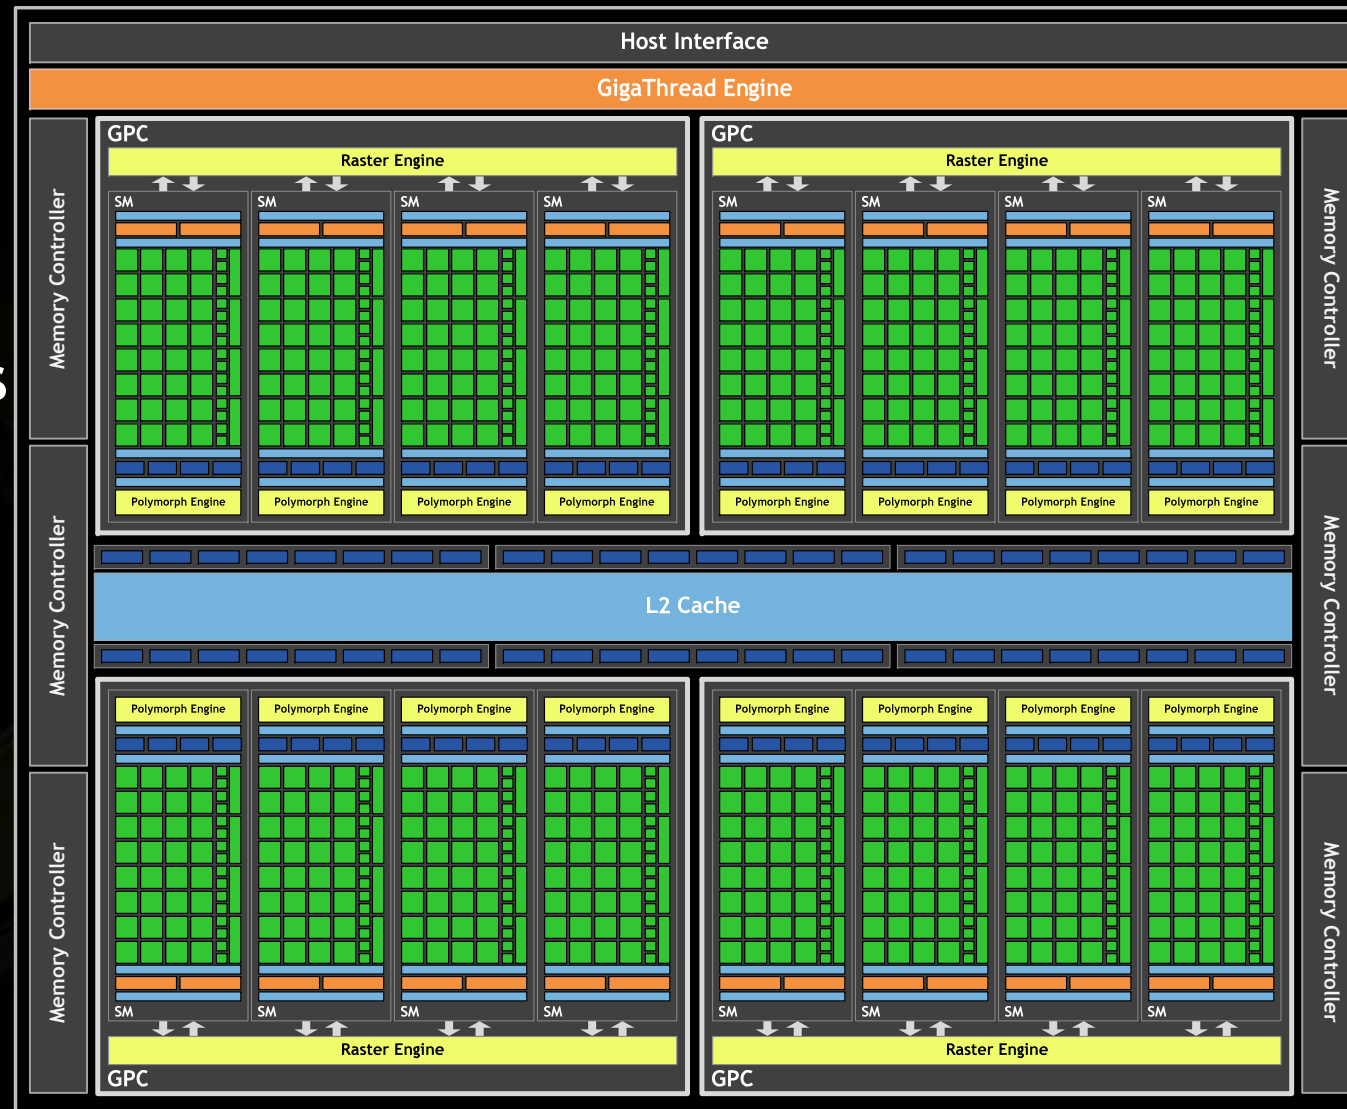 Host Interface
GigaThread Engine
GPC
GPC
Raster Engine
Raster Engine
SM
SM
SM
SM
SM
SM
SM
SM
Memory Controller
Memory Controller
s
Polymorph Engine
Polymorph Engine
Polymorph Engine
Polymorph Engine
Polymorph Engine
Polymorph Engine
Polymorph Engine
Polymorph Engine
Memory Controller
L2 Cache
Memory Controller
Polymorph Engine
Polymorph Engine
Polymorph Engine
Polymorph Engine
Polymorph Engine
Polymorph Engine
Polymorph Engine
Polymorph Engine
Memory Controller
Memory Controller
SM
SM
SM
SM
SM
SM
SM
SM
Raster Engine
Raster Engine
GPC
GPC